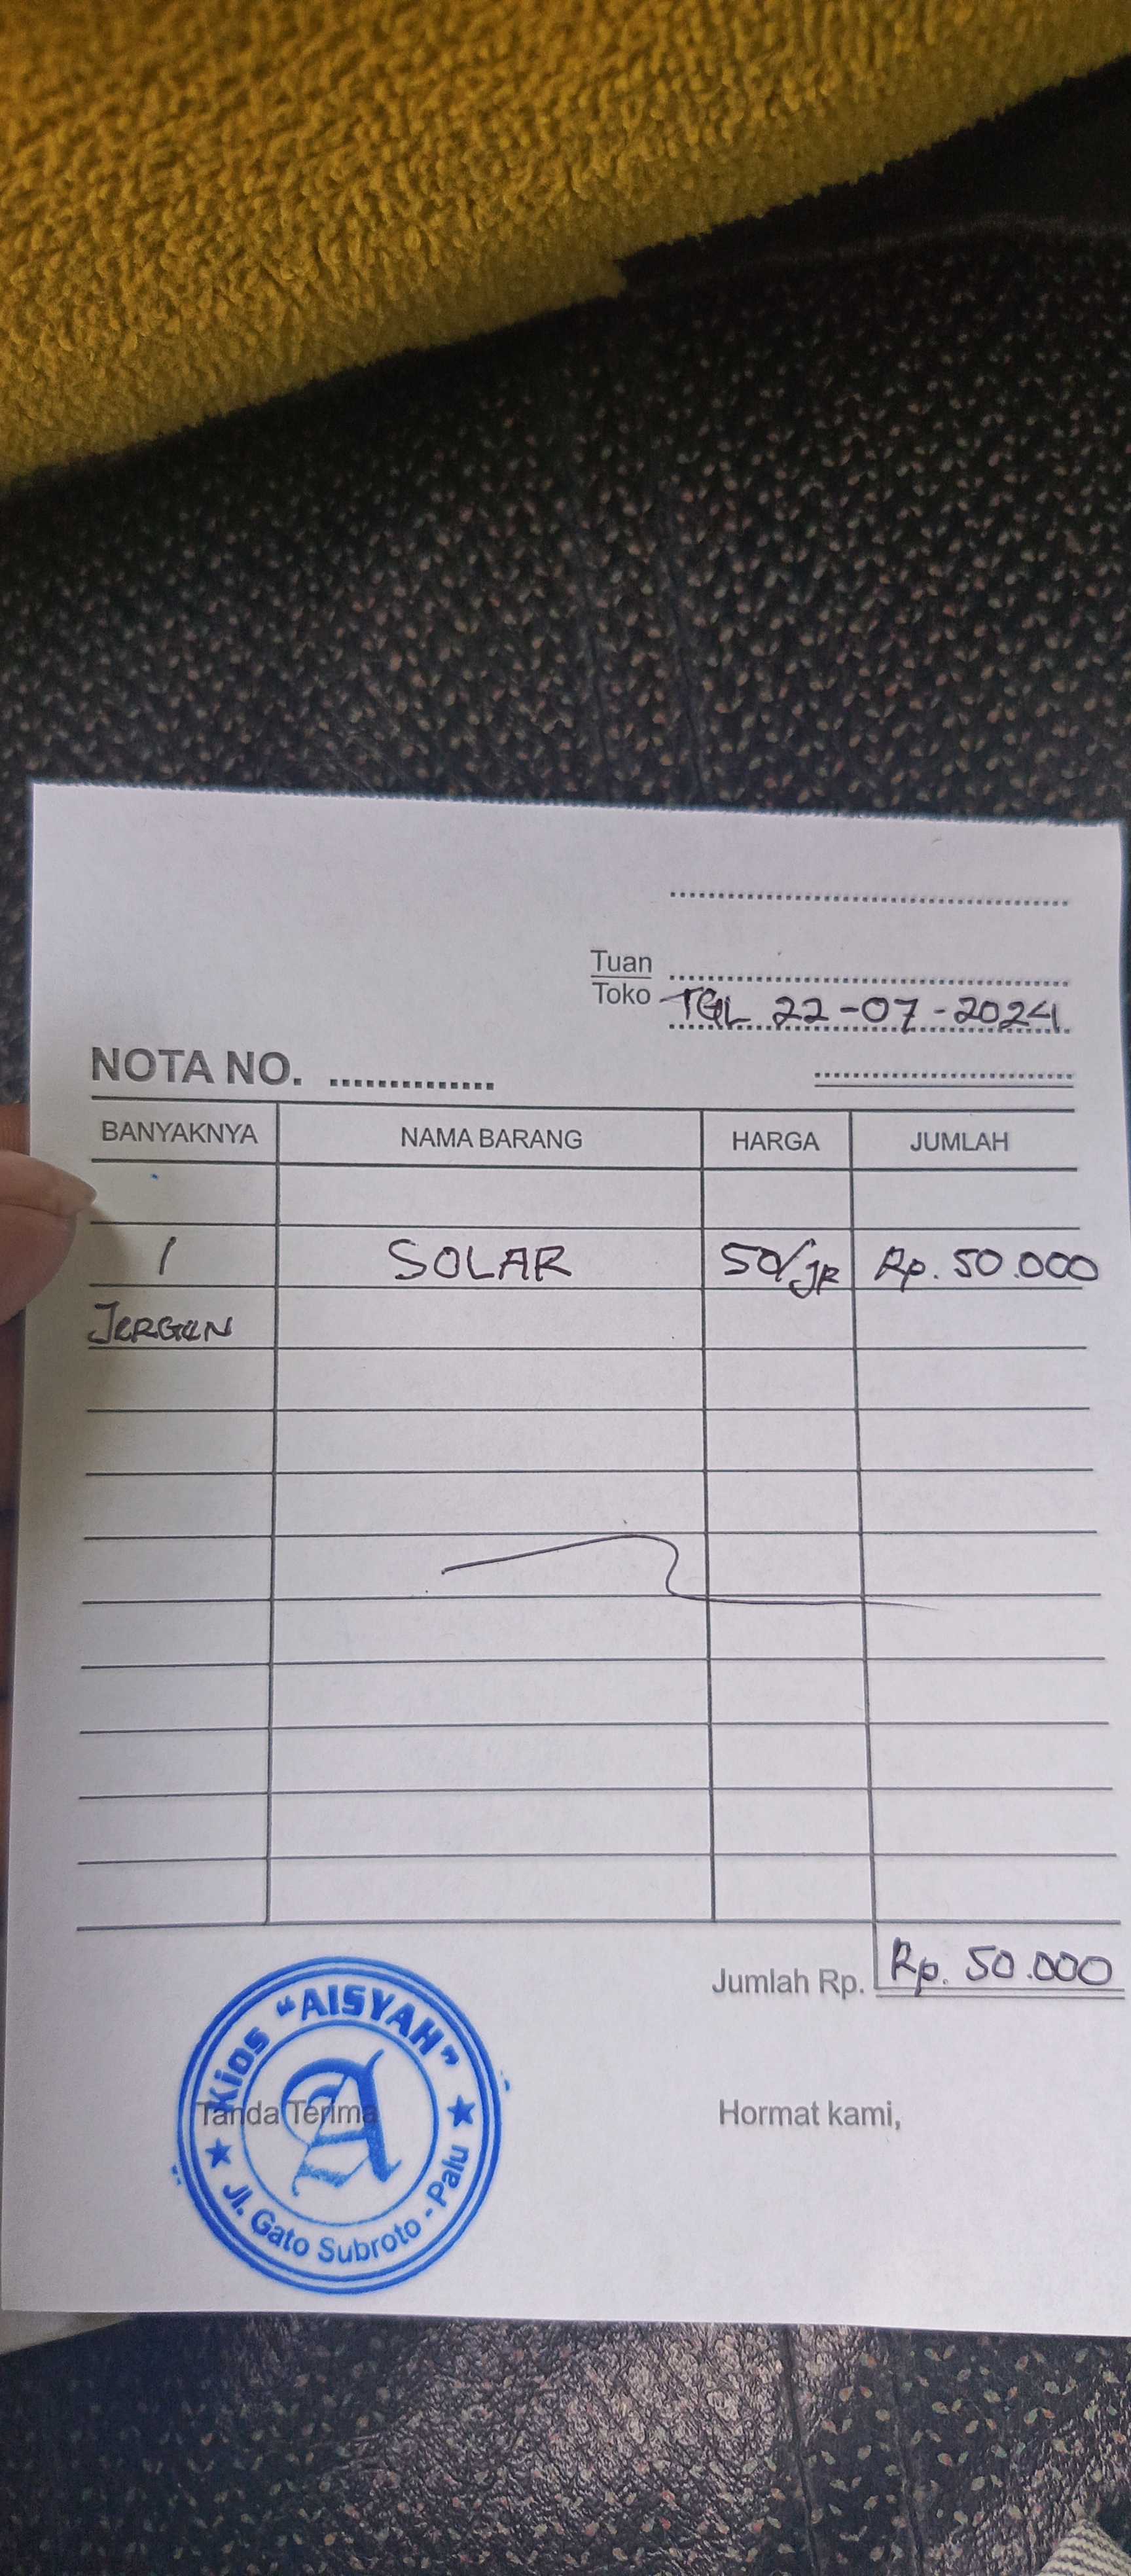 Tuan
Toko TGL 22-07-2024
NOTA NO.
BANYAKNYA NAMA BARANG HARGA JUMLAH
1 SOLAR 50/JR Rp. 50.000
JERGEN
Jumlah Rp. Rp. 50.000
Kios "AISYAH"
A
Jl. Gato Subroto - Palu
Tanda Terima
Hormat kami,